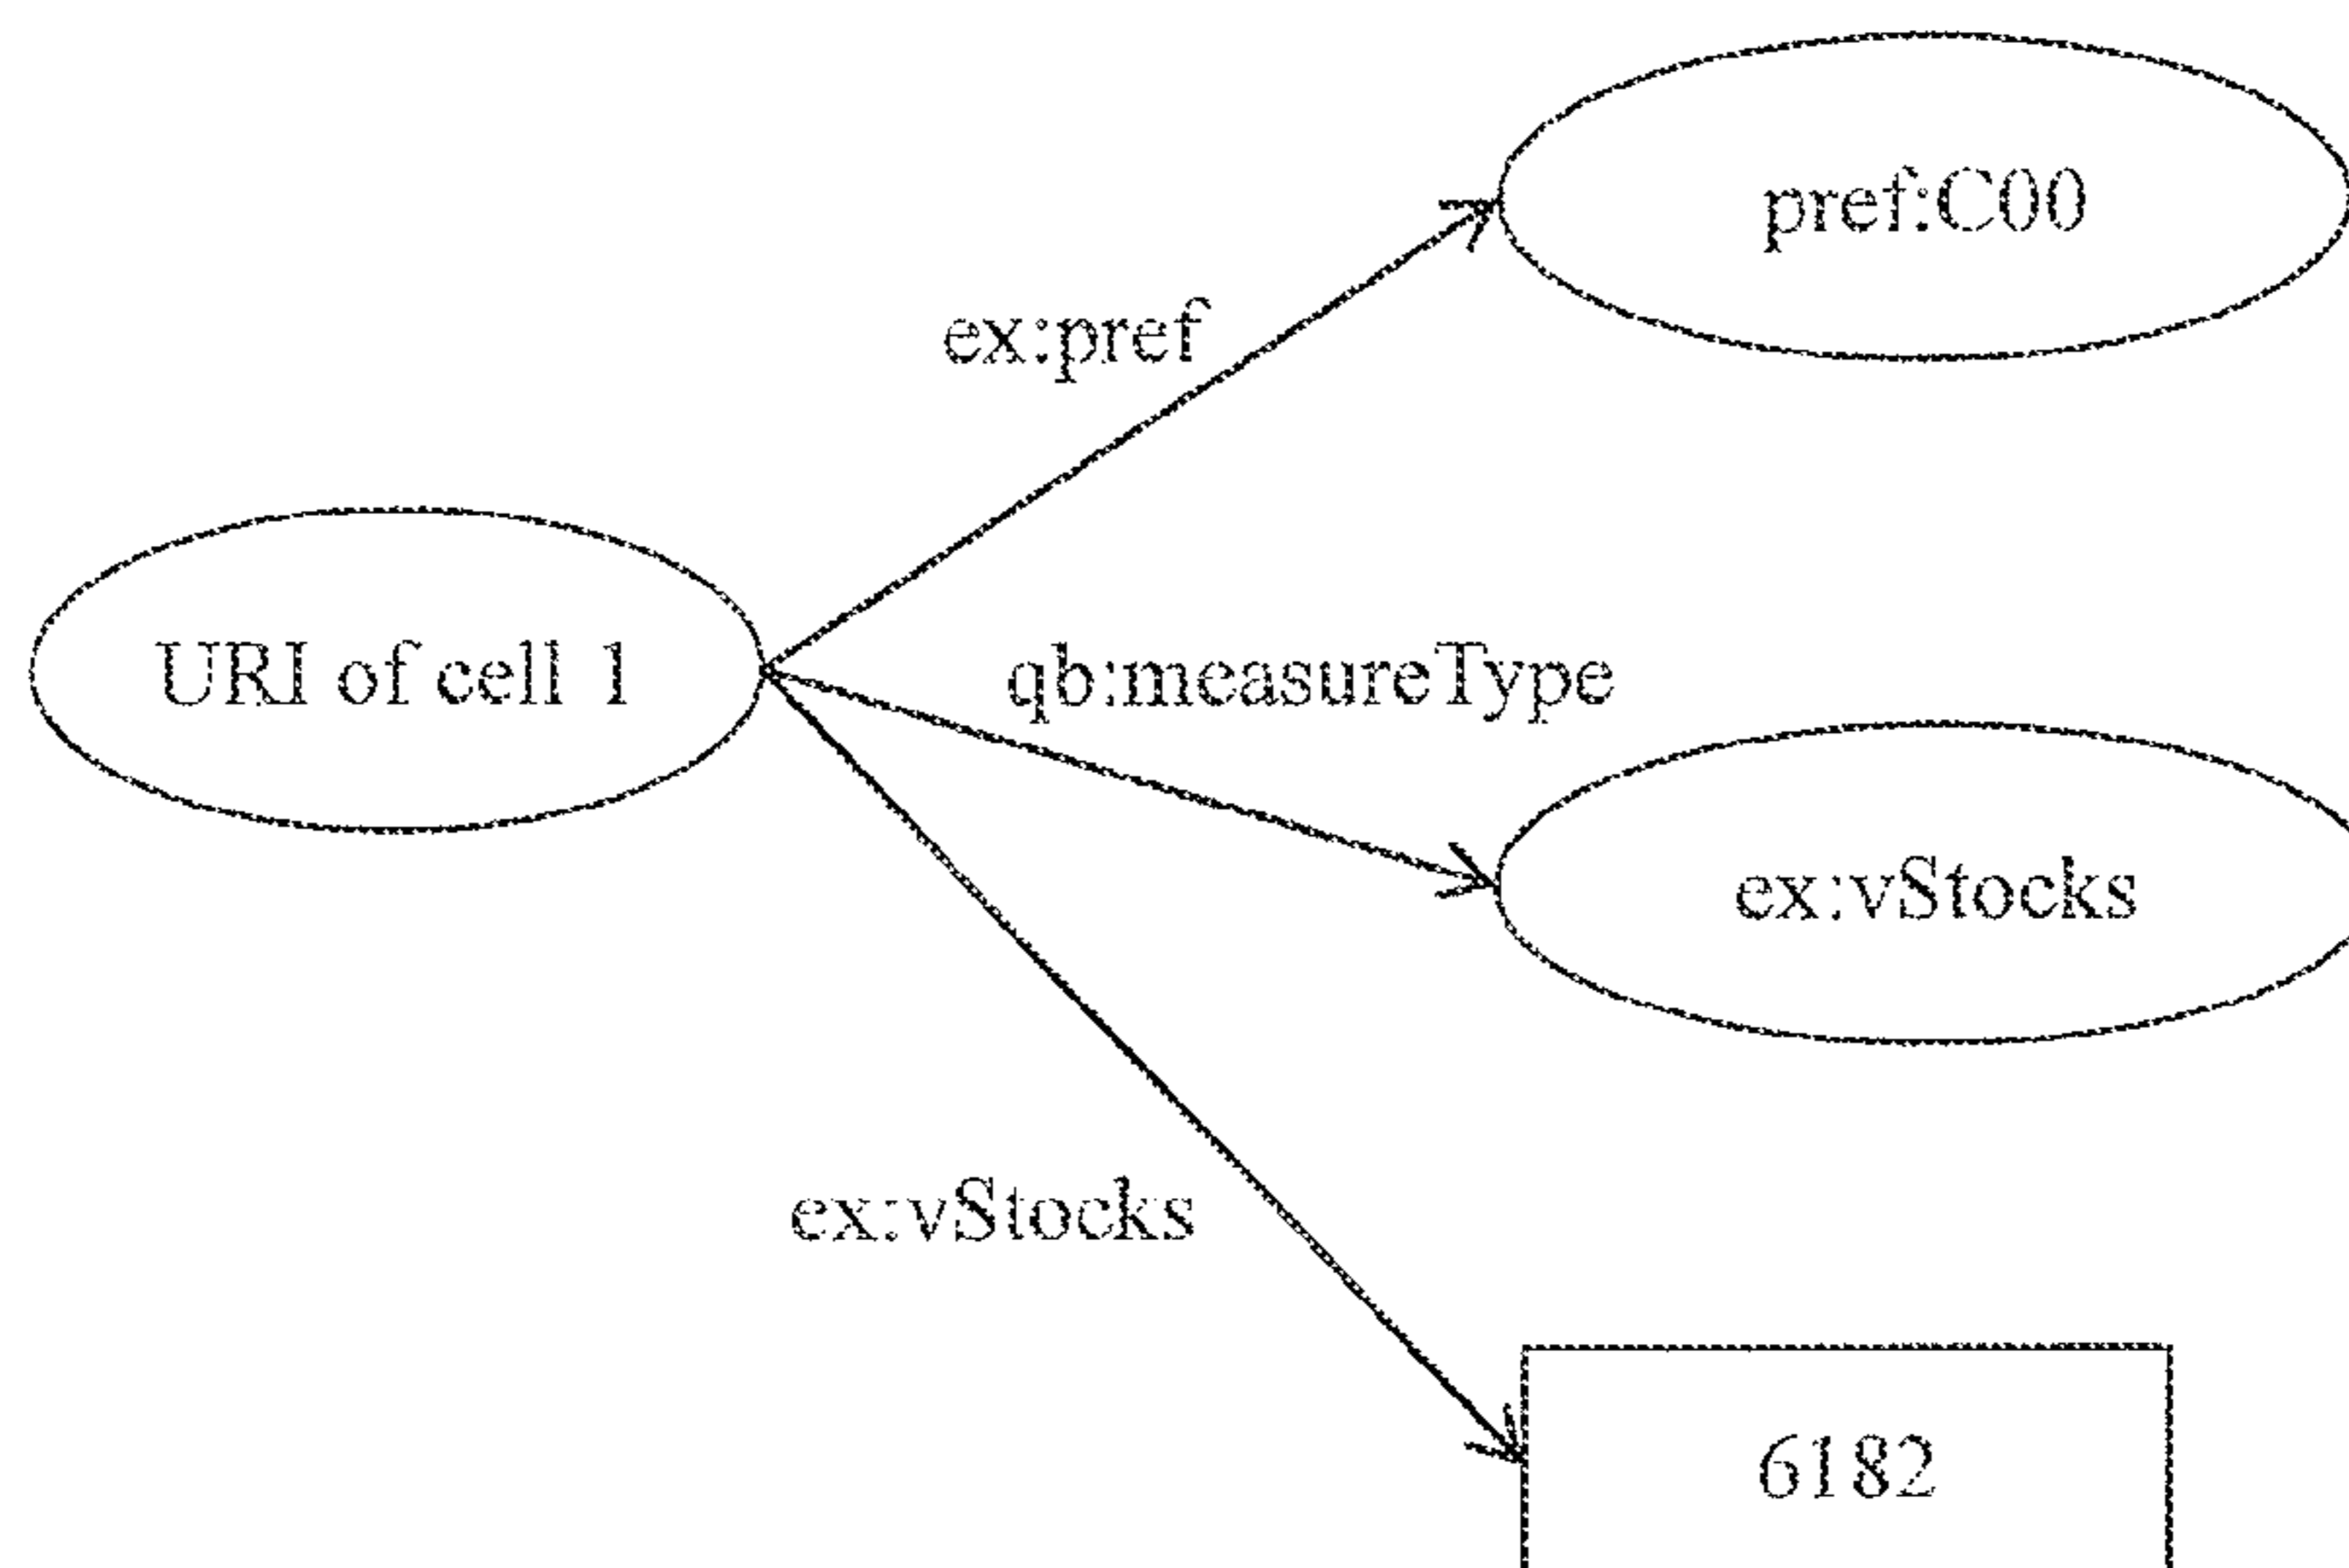 pref:C00
ex:pref
URI of cell 1
qb:measureType
ex:vStocks
ex:vStocks
6182